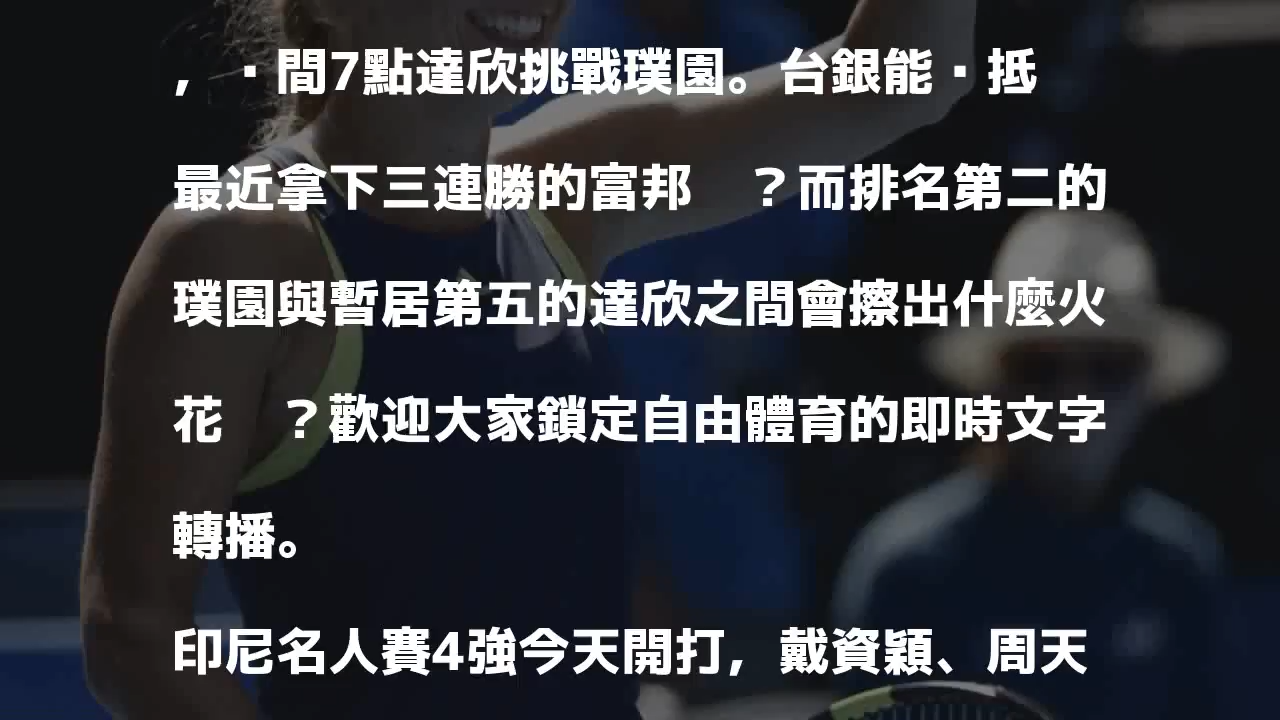 ，▪間7點達欣挑戰璞園。台銀能▪抵
最近拿下三連勝的富邦　？而排名第二的
璞園與暫居第五的達欣之間會擦出什麼火
花　？歡迎大家鎖定自由體育的即時文字
轉播。
印尼名人賽4強今天開打，戴資穎、周天